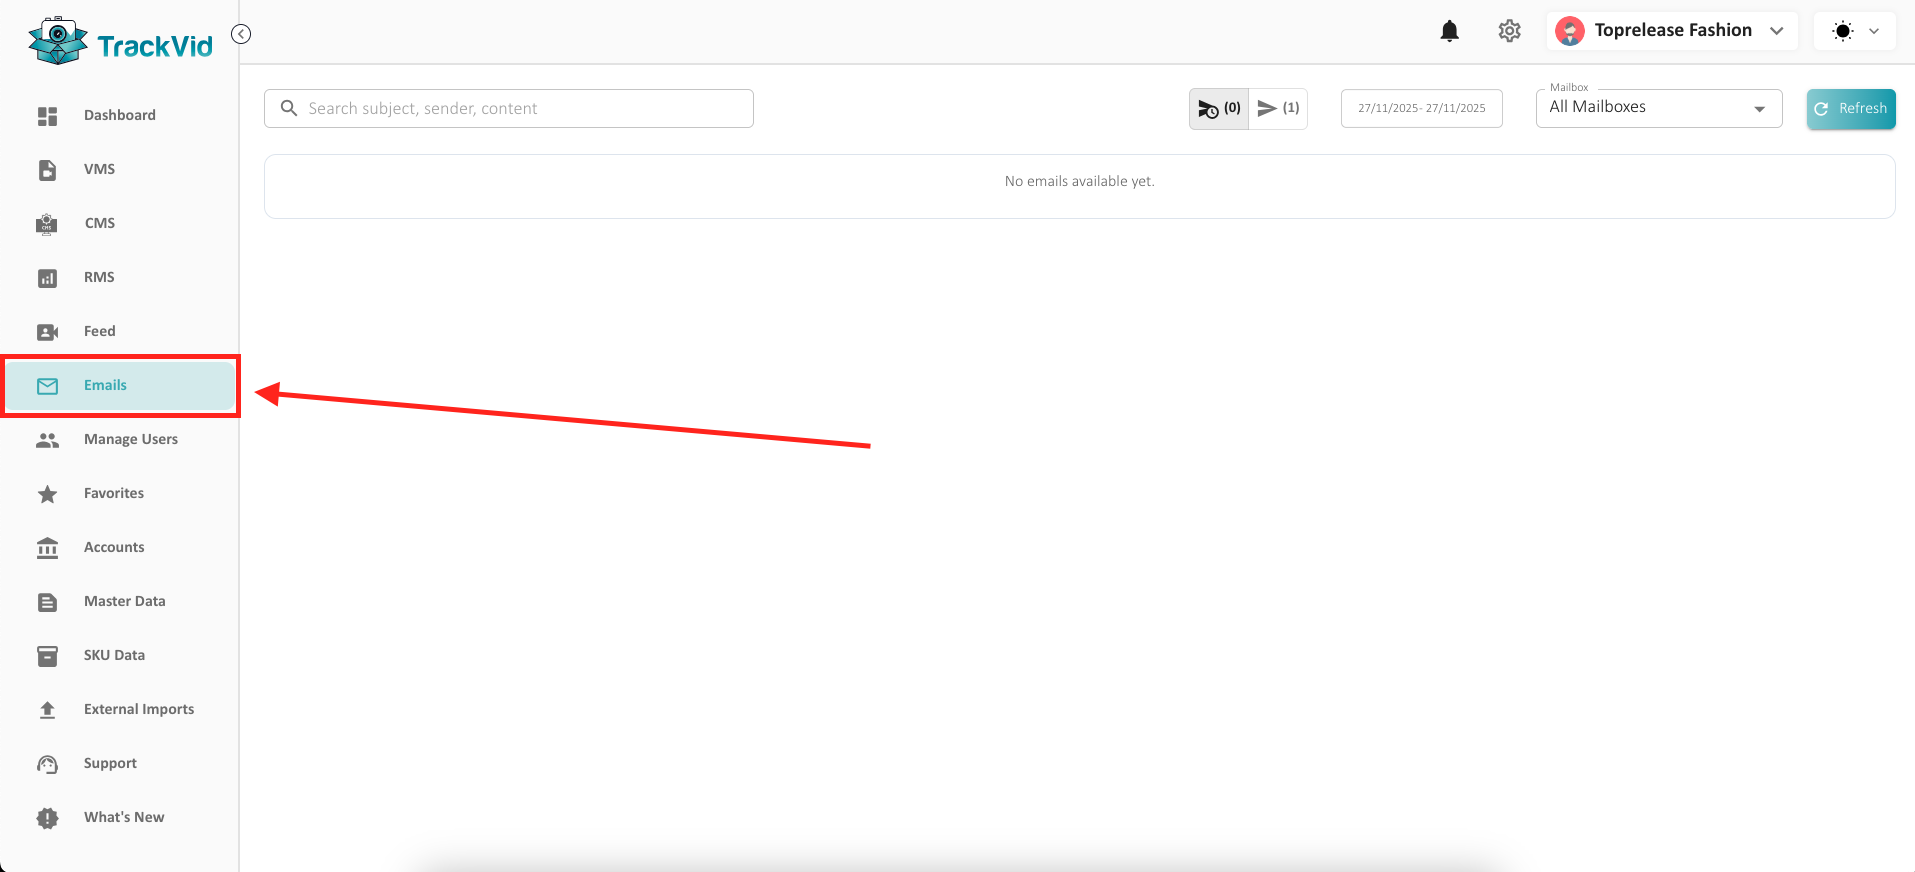 TrackVid
Toprelease Fashion
Dashboard
VMS
CMS
RMS
Feed
Emails
Manage Users
Favorites
Accounts
Master Data
SKU Data
External Imports
Support
What's New
Search subject, sender, content
(0)
(1)
27/11/2025- 27/11/2025
Mailbox
All Mailboxes
Refresh
No emails available yet.